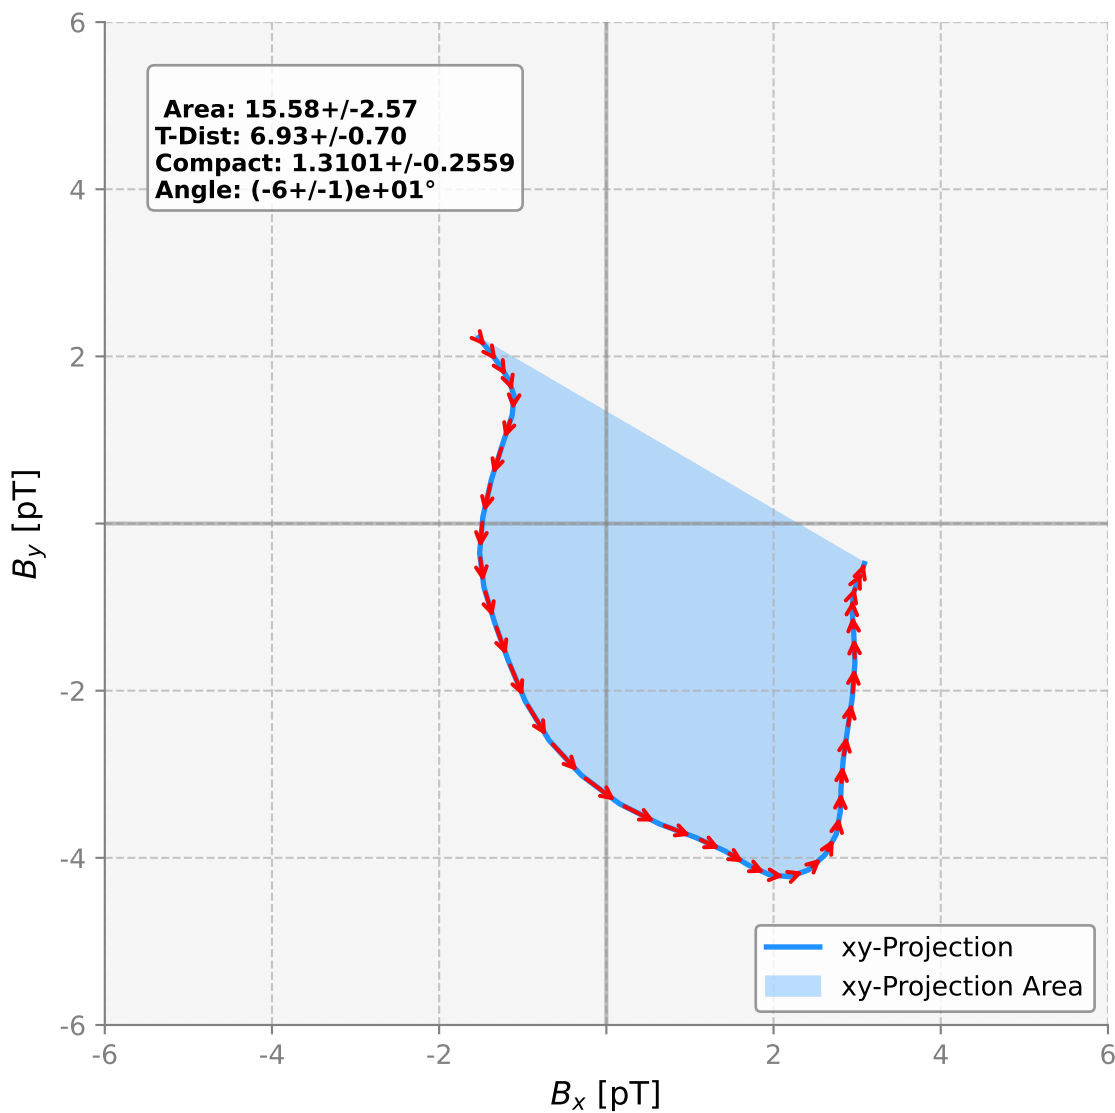 6
4
2
-2
-4
-6
-6
-4
-2
2
4
6
B_y [pT]
B_x [pT]
Area: 15.58+/-2.57
T-Dist: 6.93+/-0.70
Compact: 1.3101+/-0.2559
Angle: (-6+/-1)e+01°
xy-Projection
xy-Projection Area